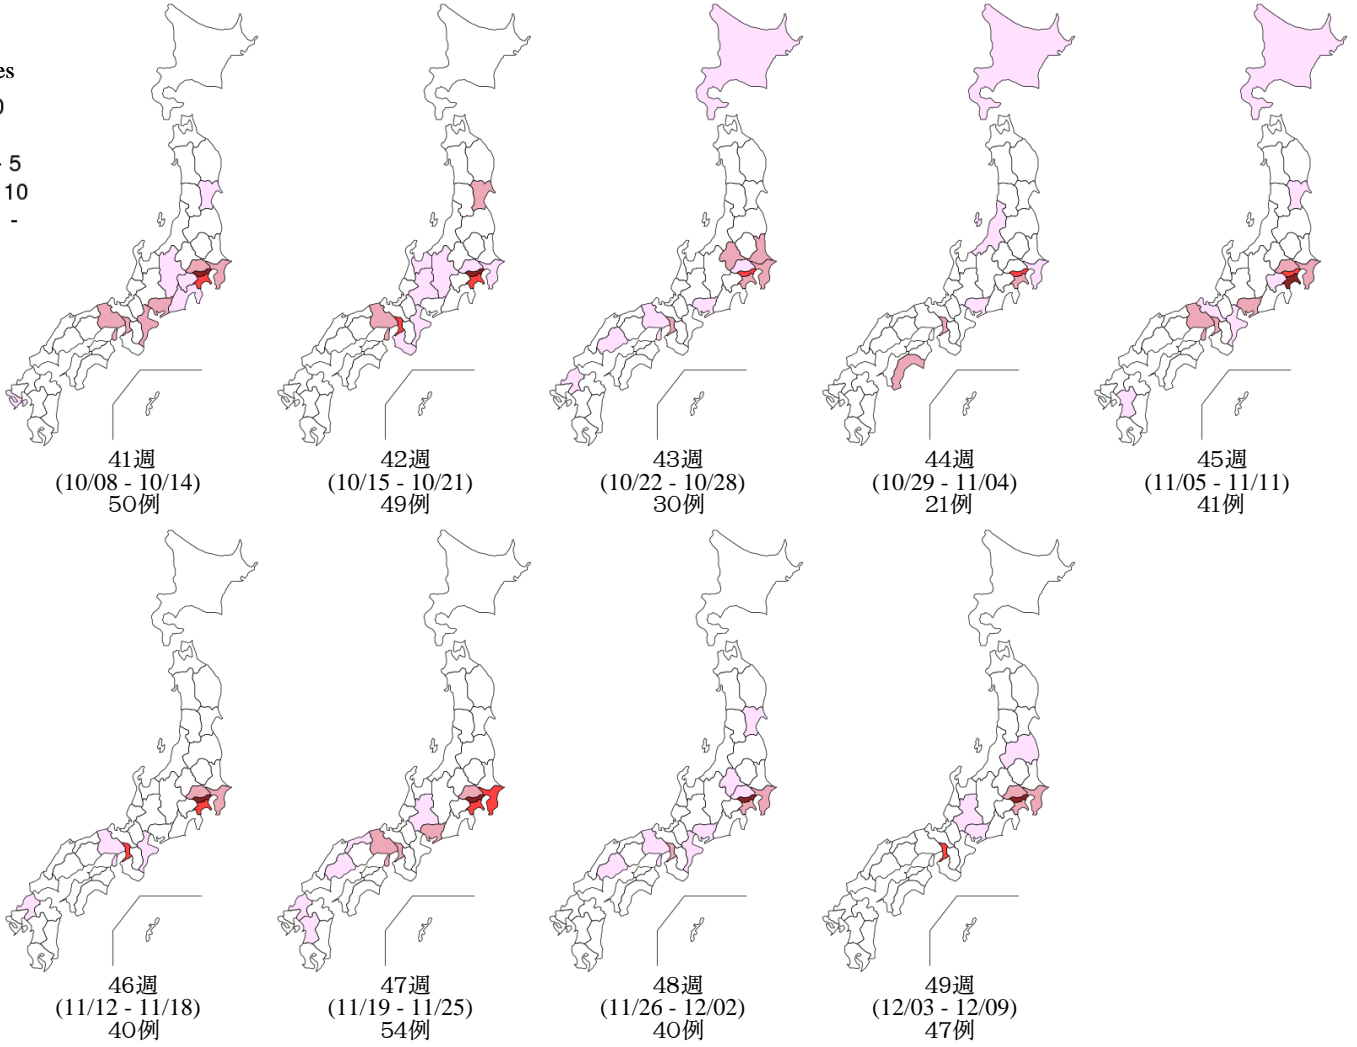 es
0
- 5
10
-
41週
(10/08 - 10/14)
50例
42週
(10/15 - 10/21)
49例
43週
(10/22 - 10/28)
30例
44週
(10/29 - 11/04)
21例
45週
(11/05 - 11/11)
41例
46週
(11/12 - 11/18)
40例
47週
(11/19 - 11/25)
54例
48週
(11/26 - 12/02)
40例
49週
(12/03 - 12/09)
47例